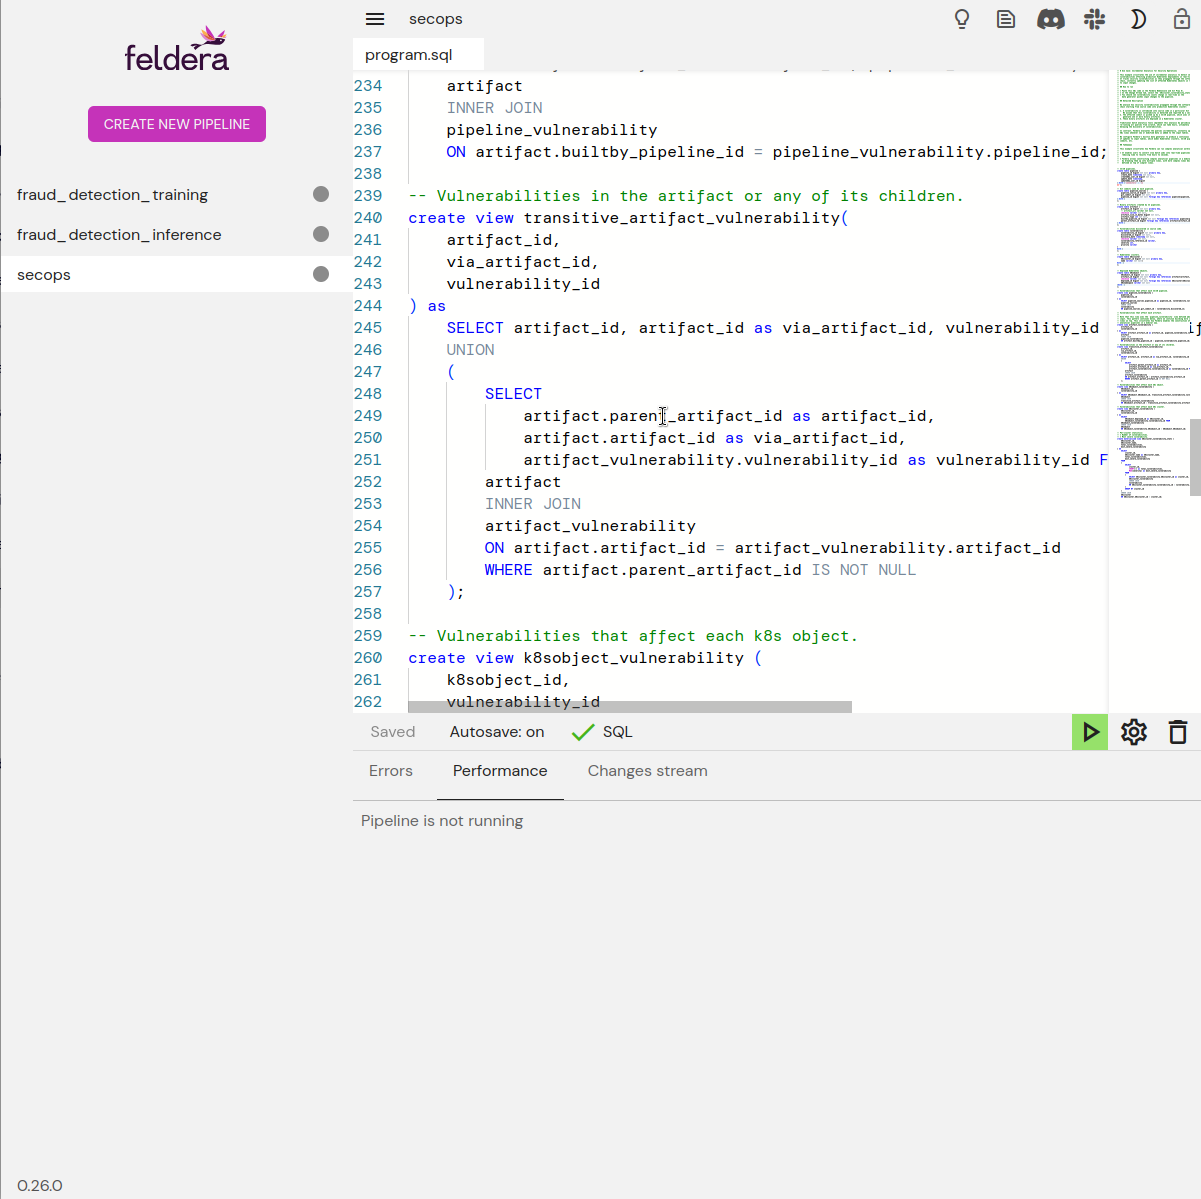 feldera
CREATE NEW PIPELINE
fraud_detection_training
fraud_detection_inference
secops
0.26.0
secops
program.sql
234 artifact
235 INNER JOIN
236 pipeline_vulnerability
237 ON artifact.builtby_pipeline_id = pipeline_vulnerability.pipeline_id;
238
239 -- Vulnerabilities in the artifact or any of its children.
240 create view transitive_artifact_vulnerability(
241 artifact_id,
242 via_artifact_id,
243 vulnerability_id
244 ) as
245 SELECT artifact_id, artifact_id as via_artifact_id, vulnerability_id
246 UNION
247 (
248 SELECT
249 artifact.parent_artifact_id as artifact_id,
250 artifact.artifact_id as via_artifact_id,
251 artifact_vulnerability.vulnerability_id as vulnerability_id F
252 artifact
253 INNER JOIN
254 artifact_vulnerability
255 ON artifact.artifact_id = artifact_vulnerability.artifact_id
256 WHERE artifact.parent_artifact_id IS NOT NULL
257 );
258
259 -- Vulnerabilities that affect each k8s object.
260 create view k8sobject_vulnerability (
261 k8sobject_id,
262 vulnerability_id
Saved Autosave: on SQL
Errors Performance Changes stream
Pipeline is not running